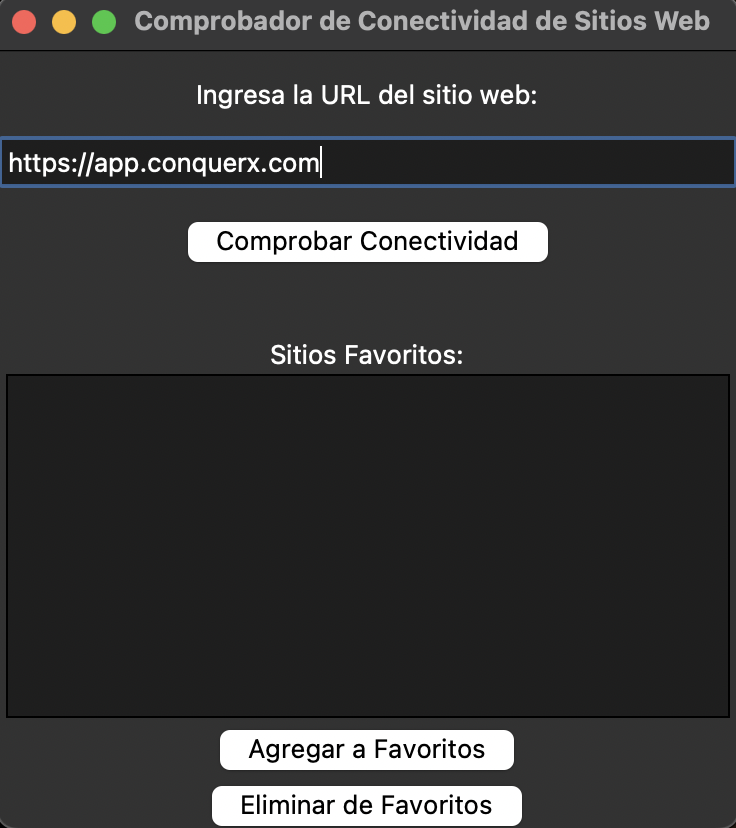 Comprobador de Conectividad de Sitios Web
Ingresa la URL del sitio web:
https://app.conquerx.com
Comprobar Conectividad
Sitios Favoritos:
Agregar a Favoritos
Eliminar de Favoritos